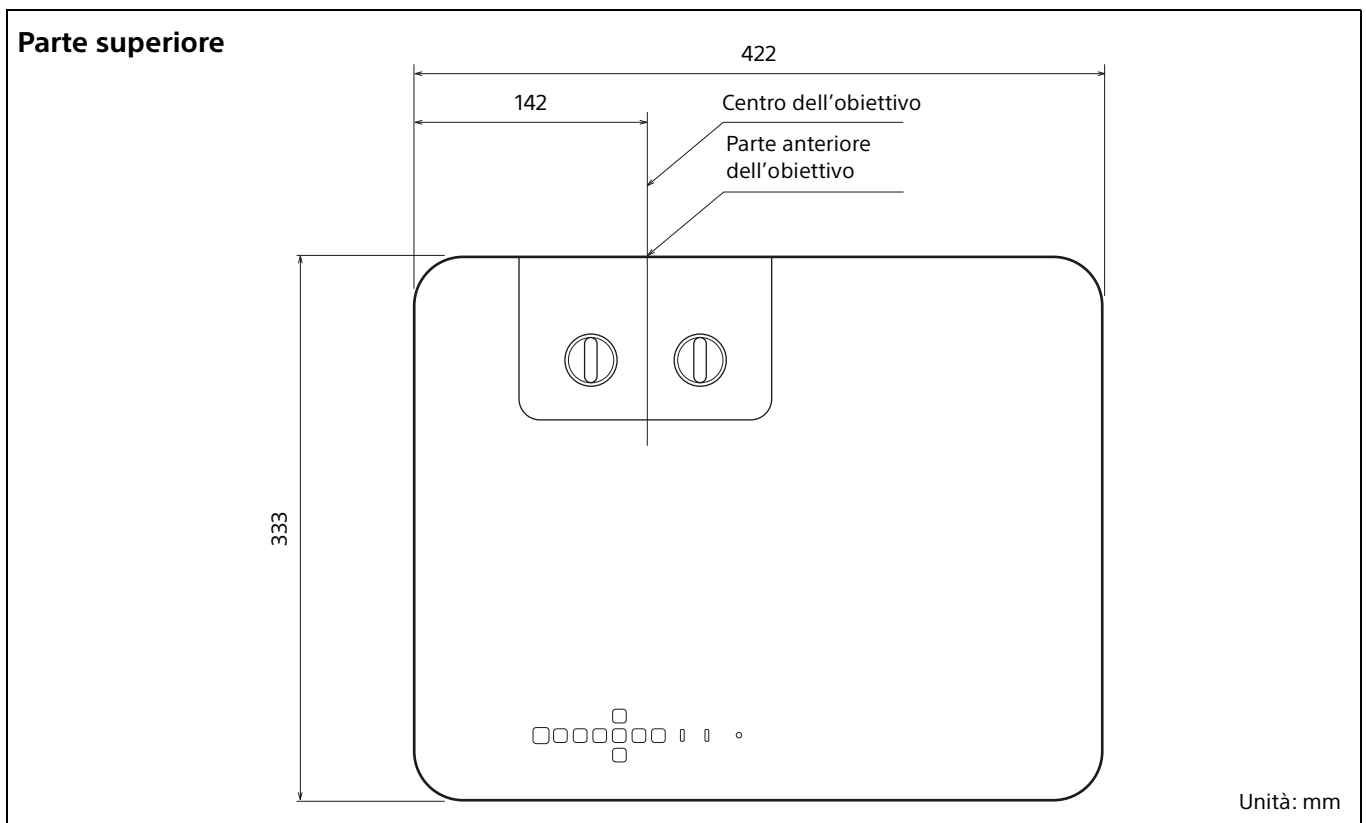 Parte superiore
422
142
Centro dell’obiettivo
Parte anteriore
dell’obiettivo
333
Unità: mm